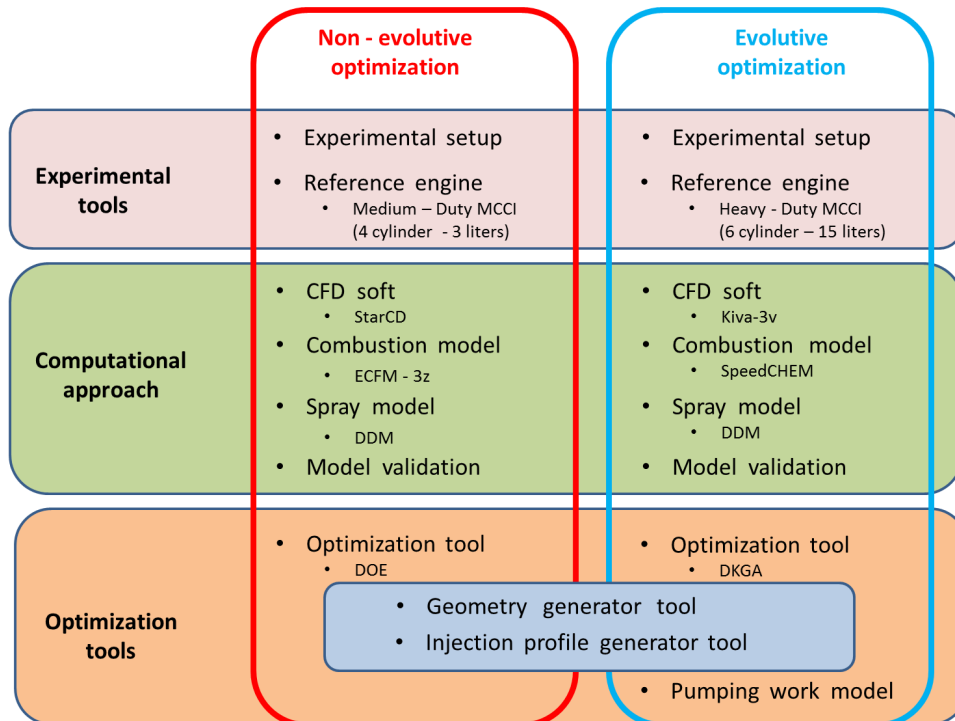 Non - evolutive
optimization
Evolutive
optimization
Experimental
tools
• Experimental setup
• Reference engine
• Medium – Duty MCCI
(4 cylinder - 3 liters)
• Experimental setup
• Reference engine
• Heavy - Duty MCCI
(6 cylinder – 15 liters)
Computational
approach
• CFD soft
• StarCD
• Combustion model
• ECFM - 3z
• Spray model
• DDM
• Model validation
• CFD soft
• Kiva-3v
• Combustion model
• SpeedCHEM
• Spray model
• DDM
• Model validation
Optimization
tools
• Optimization tool
• DOE
• Optimization tool
• DKGA
• Geometry generator tool
• Injection profile generator tool
• Pumping work model